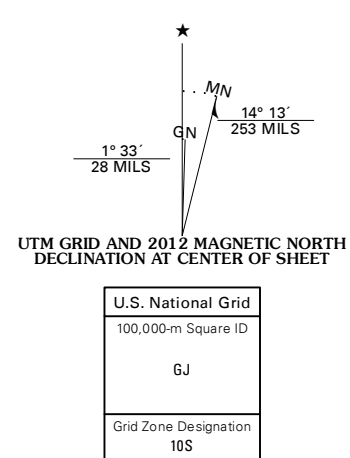 MN
GN
14° 13´
253 MILS
1° 33´
28 MILS
UTM GRID AND 2012 MAGNETIC NORTH
DECLINATION AT CENTER OF SHEET
U.S. National Grid
100,000-m Square ID
GJ
Grid Zone Designation
10S